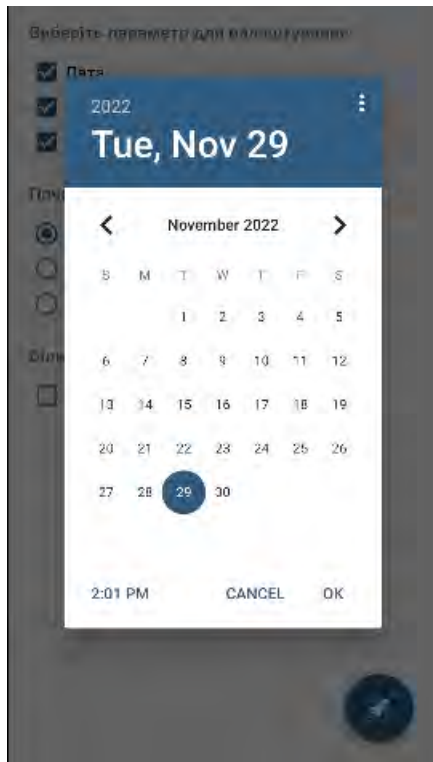 Виберіть параметр для налаштування:
Дата
2022
Tue, Nov 29
November 2022
S M T W T F S
1 2 3 4 5
6 7 8 9 10 11 12
13 14 15 16 17 18 19
20 21 22 23 24 25 26
27 28 29 30
2:01 PM CANCEL OK